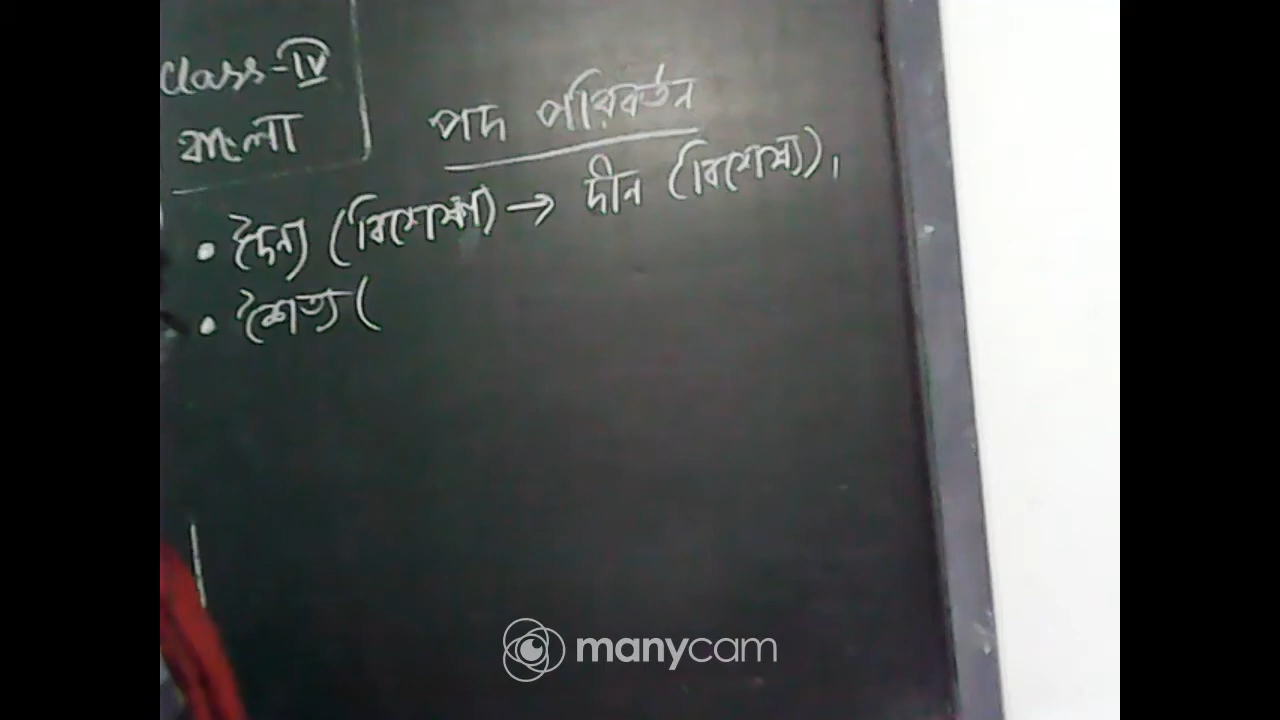 Class-IV
বাংলা
পদ পরিবর্তন
• দৈন্য (বিশেষণ) → দীন (বিশেষ্য)।
• শৈত্য (
manycam